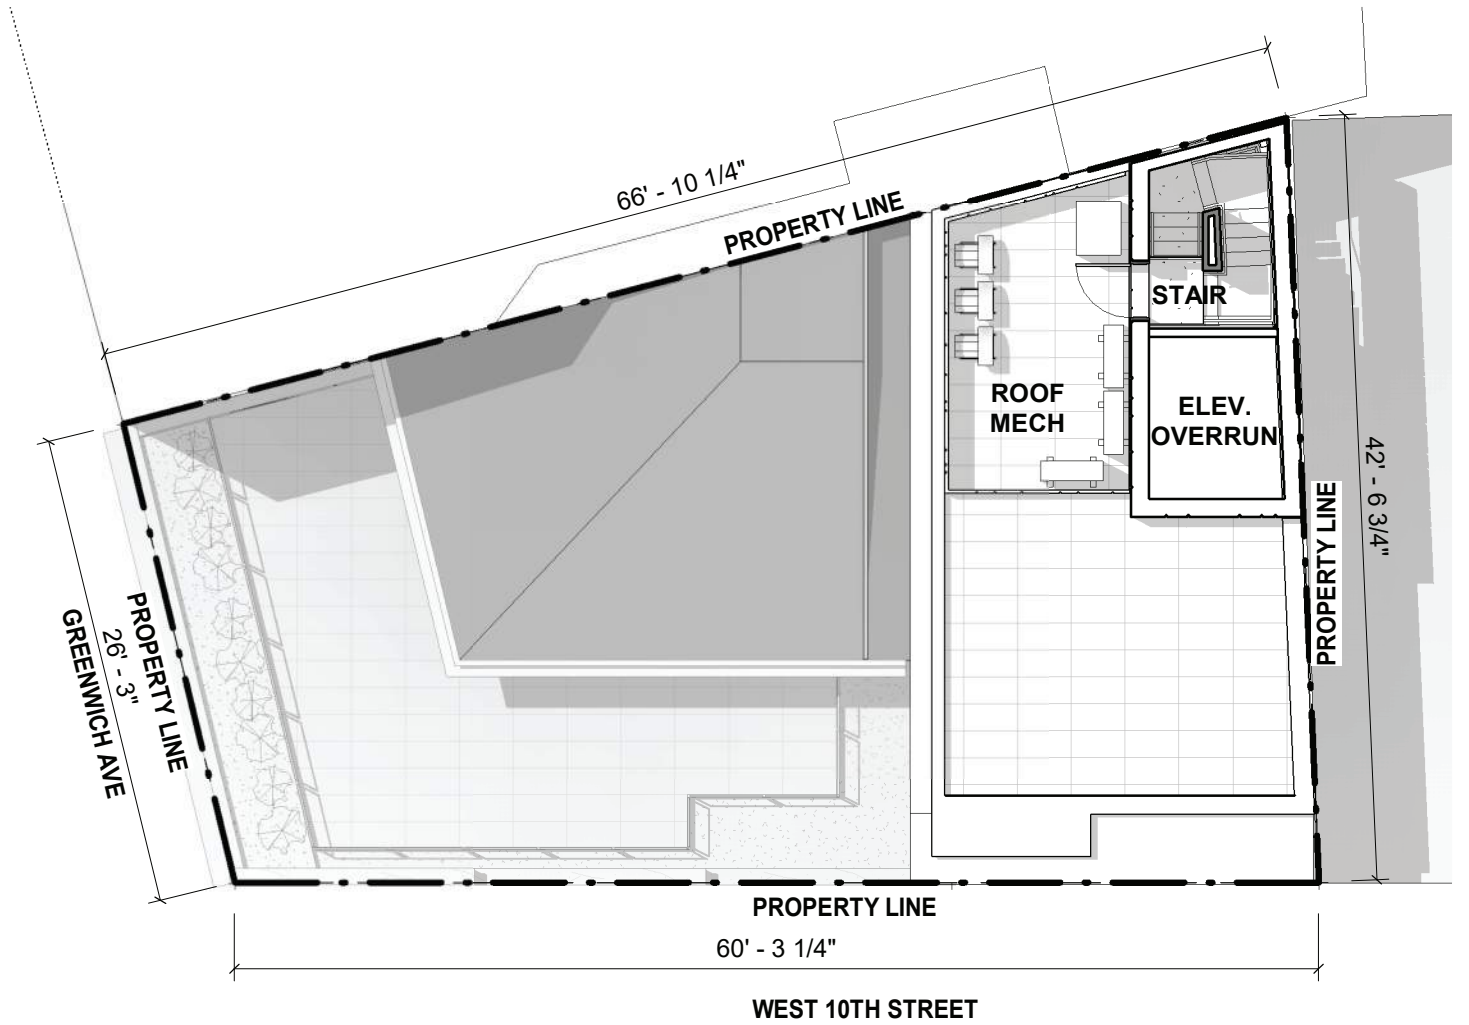 66' - 10 1/4"
PROPERTY LINE
STAIR
ROOF
MECH
ELEV.
OVERRUN
42' - 6 3/4"
PROPERTY LINE
PROPERTY LINE
26' - 3"
GREENWICH AVE
PROPERTY LINE
60' - 3 1/4"
WEST 10TH STREET